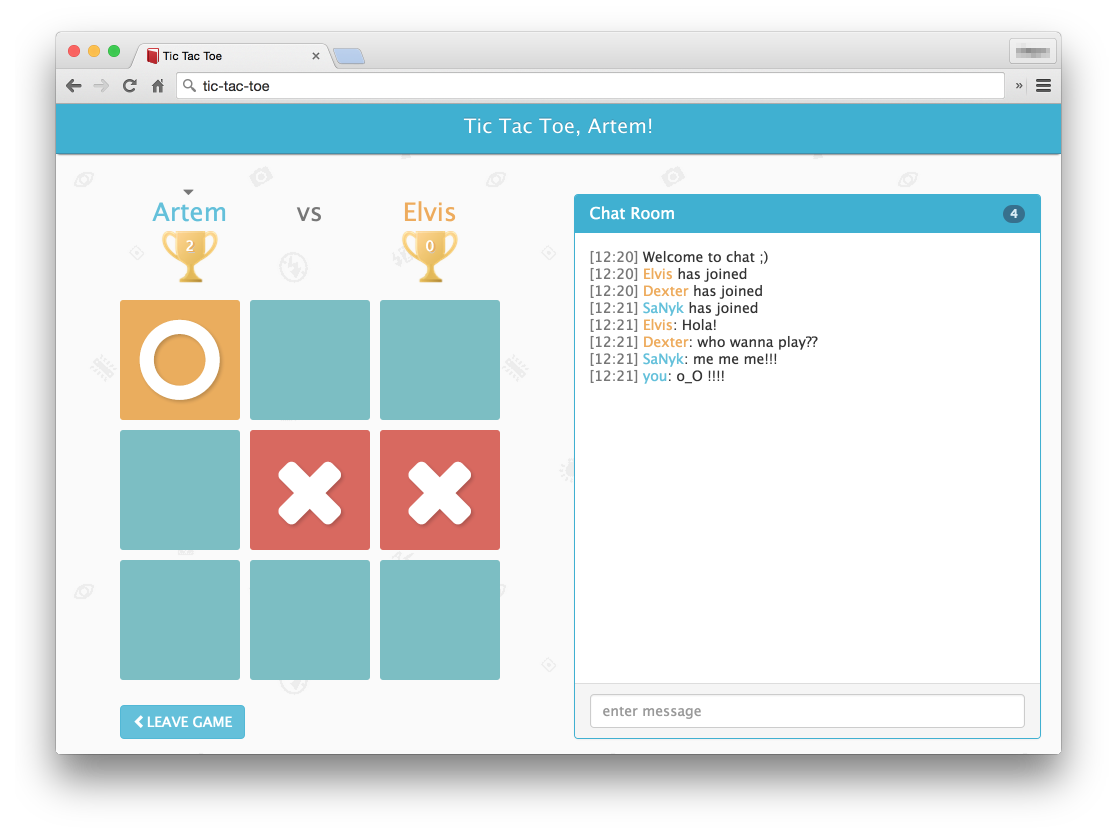 Tic Tac Toe
tic-tac-toe
Tic Tac Toe, Artem!
Artem vs Elvis
2 0
Chat Room 4
[12:20] Welcome to chat ;)
[12:20] Elvis has joined
[12:20] Dexter has joined
[12:21] SaNyk has joined
[12:21] Elvis: Hola!
[12:21] Dexter: who wanna play??
[12:21] SaNyk: me me me!!!
[12:21] you: o_O !!!!
LEAVE GAME
enter message